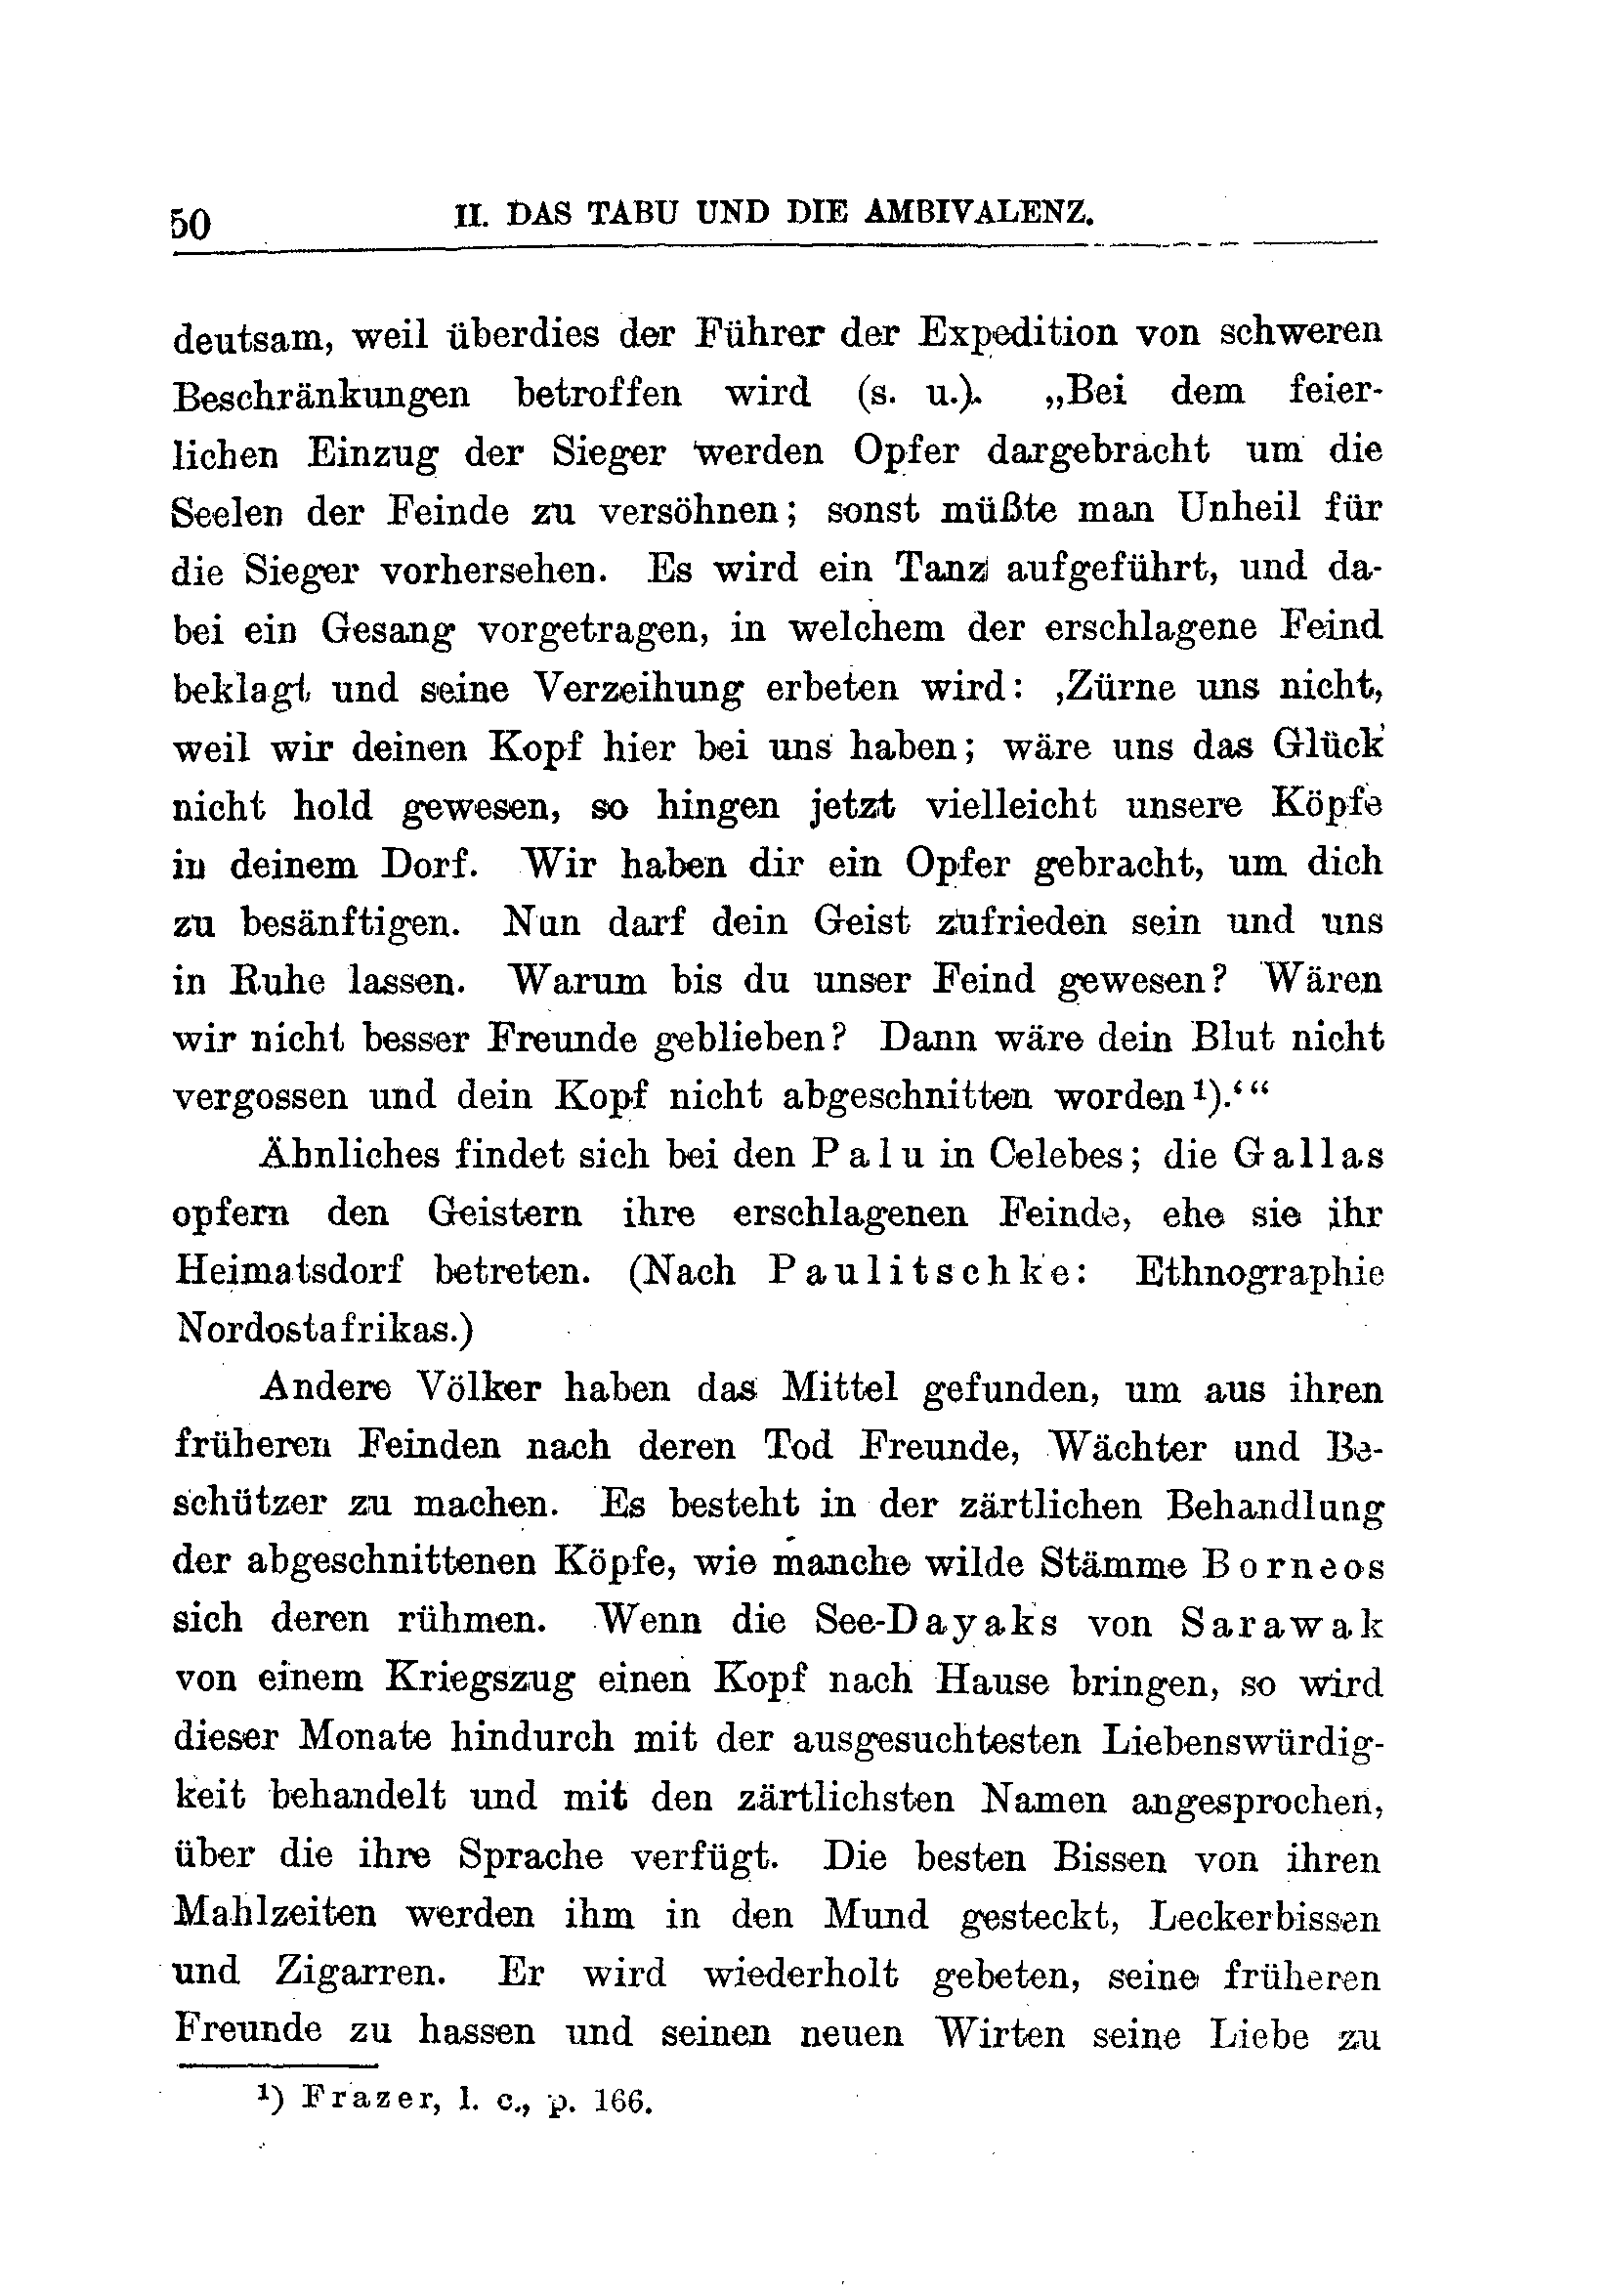 50
II. DAS TABU UND DIE AMBIVALENZ.
deutsam, weil überdies der Führer der Expedition von schweren
Beschränkungen betroffen wird (s. u.). „Bei dem feier-
lichen Einzug der Sieger werden Opfer dargebracht um die
Seelen der Feinde zu versöhnen; sonst müßte man Unheil für
die Sieger vorhersehen. Es wird ein Tanz aufgeführt, und da-
bei ein Gesang vorgetragen, in welchem der erschlagene Feind
beklagt und seine Verzeihung erbeten wird: ‚Zürne uns nicht,
weil wir deinen Kopf hier bei uns haben; wäre uns das Glück
nicht hold gewesen, so hingen jetzt vielleicht unsere Köpfe
in deinem Dorf. Wir haben dir ein Opfer gebracht, um dich
zu besänftigen. Nun darf dein Geist zufrieden sein und uns
in Ruhe lassen. Warum bis du unser Feind gewesen? Wären
wir nicht besser Freunde geblieben? Dann wäre dein Blut nicht
vergossen und dein Kopf nicht abgeschnitten worden¹).‘“
Ähnliches findet sich bei den Palu in Celebes; die Gallas
opfern den Geistern ihre erschlagenen Feinde, ehe sie ihr
Heimatsdorf betreten. (Nach Paulitschke: Ethnographie
Nordostafrikas.)
Andere Völker haben das Mittel gefunden, um aus ihren
früheren Feinden nach deren Tod Freunde, Wächter und Be-
schützer zu machen. Es besteht in der zärtlichen Behandlung
der abgeschnittenen Köpfe, wie manche wilde Stämme Borneos
sich deren rühmen. Wenn die See-Dayaks von Sarawak
von einem Kriegszug einen Kopf nach Hause bringen, so wird
dieser Monate hindurch mit der ausgesuchtesten Liebenswürdig-
keit behandelt und mit den zärtlichsten Namen angesprochen,
über die ihre Sprache verfügt. Die besten Bissen von ihren
Mahlzeiten werden ihm in den Mund gesteckt, Leckerbissen
und Zigarren. Er wird wiederholt gebeten, seine früheren
Freunde zu hassen und seinen neuen Wirten seine Liebe zu
¹) Frazer, l. c., p. 166.